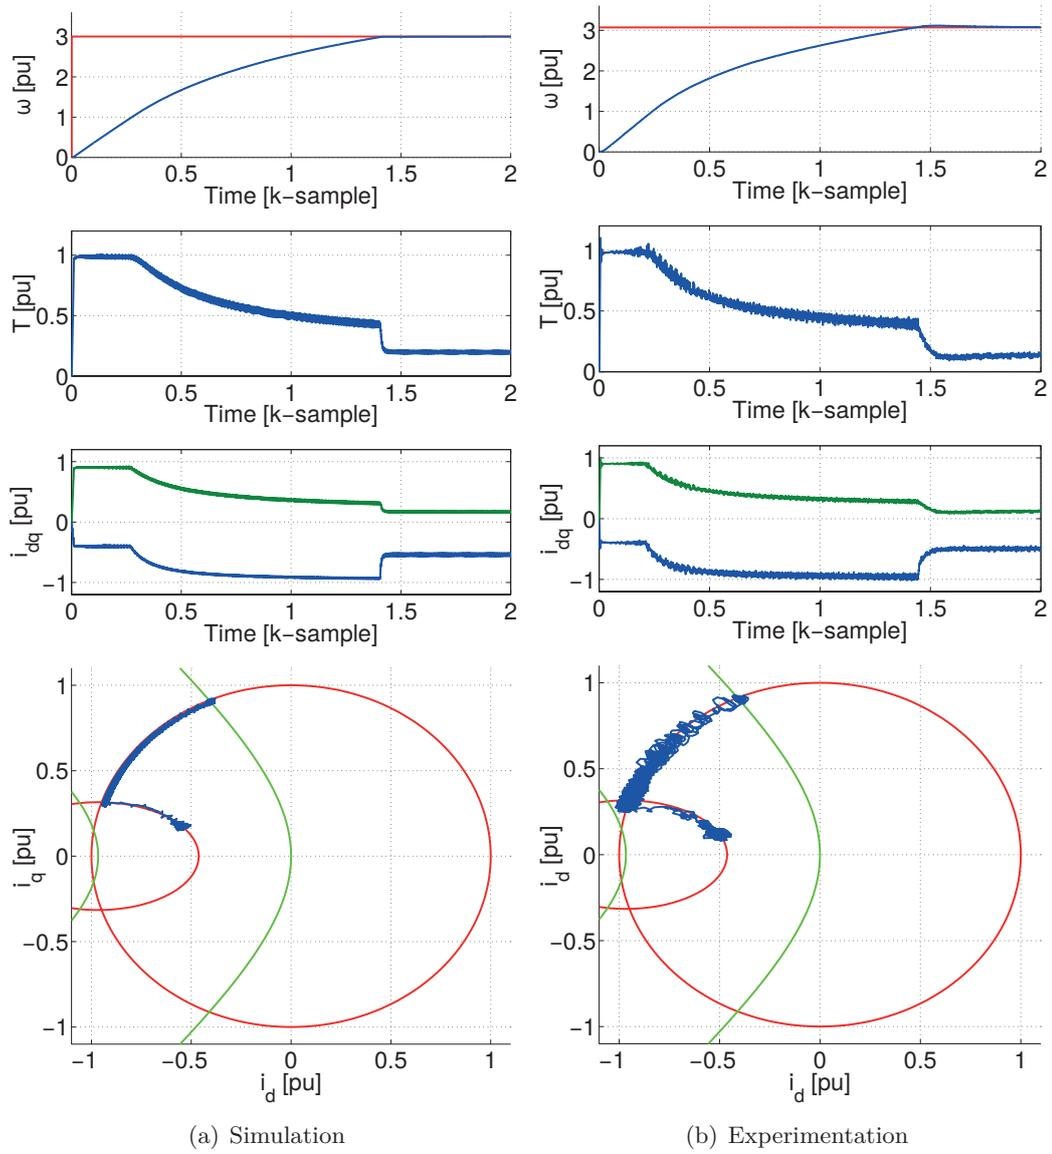 3
2
1
0
ω [pu]
0 0.5 1 1.5 2
Time [k−sample]
3
2
1
0
ω [pu]
0 0.5 1 1.5 2
Time [k−sample]
1
0.5
0
T [pu]
0 0.5 1 1.5 2
Time [k−sample]
1
0.5
0
T [pu]
0 0.5 1 1.5 2
Time [k−sample]
1
0
−1
i_dq [pu]
0 0.5 1 1.5 2
Time [k−sample]
1
0
−1
i_dq [pu]
0 0.5 1 1.5 2
Time [k−sample]
1
0.5
0
−0.5
−1
i_q [pu]
−1 −0.5 0 0.5 1
i_d [pu]
1
0.5
0
−0.5
−1
i_d [pu]
−1 −0.5 0 0.5 1
i_d [pu]
(a) Simulation
(b) Experimentation